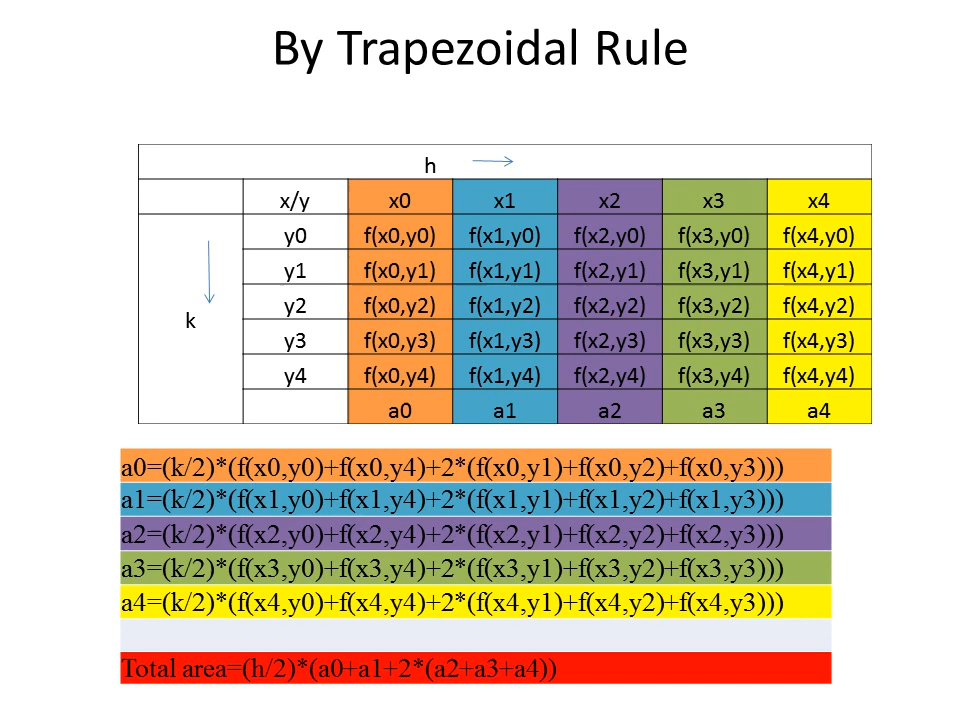 By Trapezoidal Rule
h
x/y x0 x1 x2 x3 x4
y0 f(x0,y0) f(x1,y0) f(x2,y0) f(x3,y0) f(x4,y0)
y1 f(x0,y1) f(x1,y1) f(x2,y1) f(x3,y1) f(x4,y1)
y2 f(x0,y2) f(x1,y2) f(x2,y2) f(x3,y2) f(x4,y2)
k
y3 f(x0,y3) f(x1,y3) f(x2,y3) f(x3,y3) f(x4,y3)
y4 f(x0,y4) f(x1,y4) f(x2,y4) f(x3,y4) f(x4,y4)
a0 a1 a2 a3 a4
a0=(k/2)*(f(x0,y0)+f(x0,y4)+2*(f(x0,y1)+f(x0,y2)+f(x0,y3)))
a1=(k/2)*(f(x1,y0)+f(x1,y4)+2*(f(x1,y1)+f(x1,y2)+f(x1,y3)))
a2=(k/2)*(f(x2,y0)+f(x2,y4)+2*(f(x2,y1)+f(x2,y2)+f(x2,y3)))
a3=(k/2)*(f(x3,y0)+f(x3,y4)+2*(f(x3,y1)+f(x3,y2)+f(x3,y3)))
a4=(k/2)*(f(x4,y0)+f(x4,y4)+2*(f(x4,y1)+f(x4,y2)+f(x4,y3)))
Total area=(h/2)*(a0+a1+2*(a2+a3+a4))